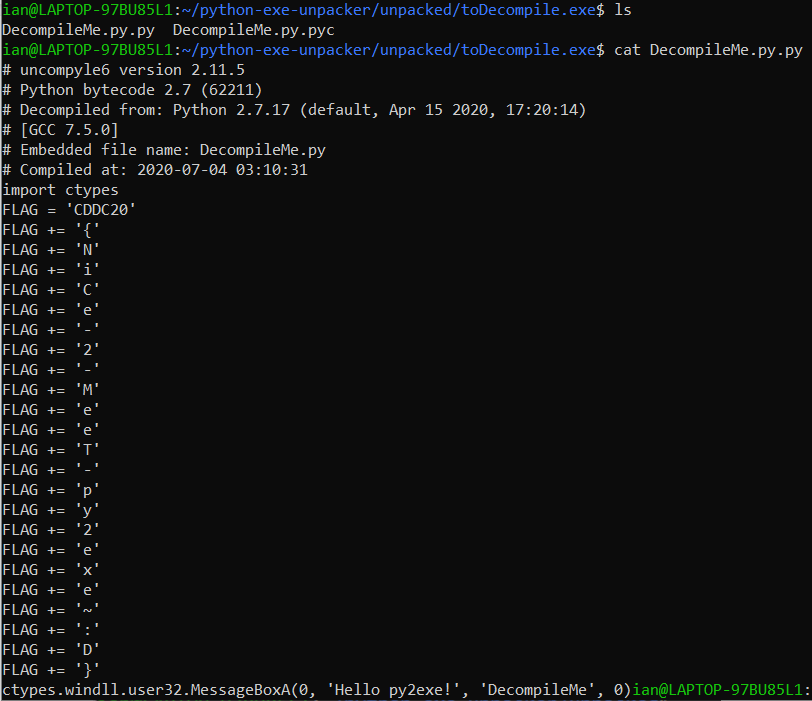 ian@LAPTOP-97BU85L1:~/python-exe-unpacker/unpacked/toDecompile.exe$ ls
DecompileMe.py.py  DecompileMe.py.pyc
ian@LAPTOP-97BU85L1:~/python-exe-unpacker/unpacked/toDecompile.exe$ cat DecompileMe.py.py
# uncompyle6 version 2.11.5
# Python bytecode 2.7 (62211)
# Decompiled from: Python 2.7.17 (default, Apr 15 2020, 17:20:14)
# [GCC 7.5.0]
# Embedded file name: DecompileMe.py
# Compiled at: 2020-07-04 03:10:31
import ctypes
FLAG = 'CDDC20'
FLAG += '{'
FLAG += 'N'
FLAG += 'i'
FLAG += 'C'
FLAG += 'e'
FLAG += '-'
FLAG += '2'
FLAG += '-'
FLAG += 'M'
FLAG += 'e'
FLAG += 'e'
FLAG += 'T'
FLAG += '-'
FLAG += 'p'
FLAG += 'y'
FLAG += '2'
FLAG += 'e'
FLAG += 'x'
FLAG += 'e'
FLAG += '~'
FLAG += ':'
FLAG += 'D'
FLAG += '}'
ctypes.windll.user32.MessageBoxA(0, 'Hello py2exe!', 'DecompileMe', 0)ian@LAPTOP-97BU85L1: